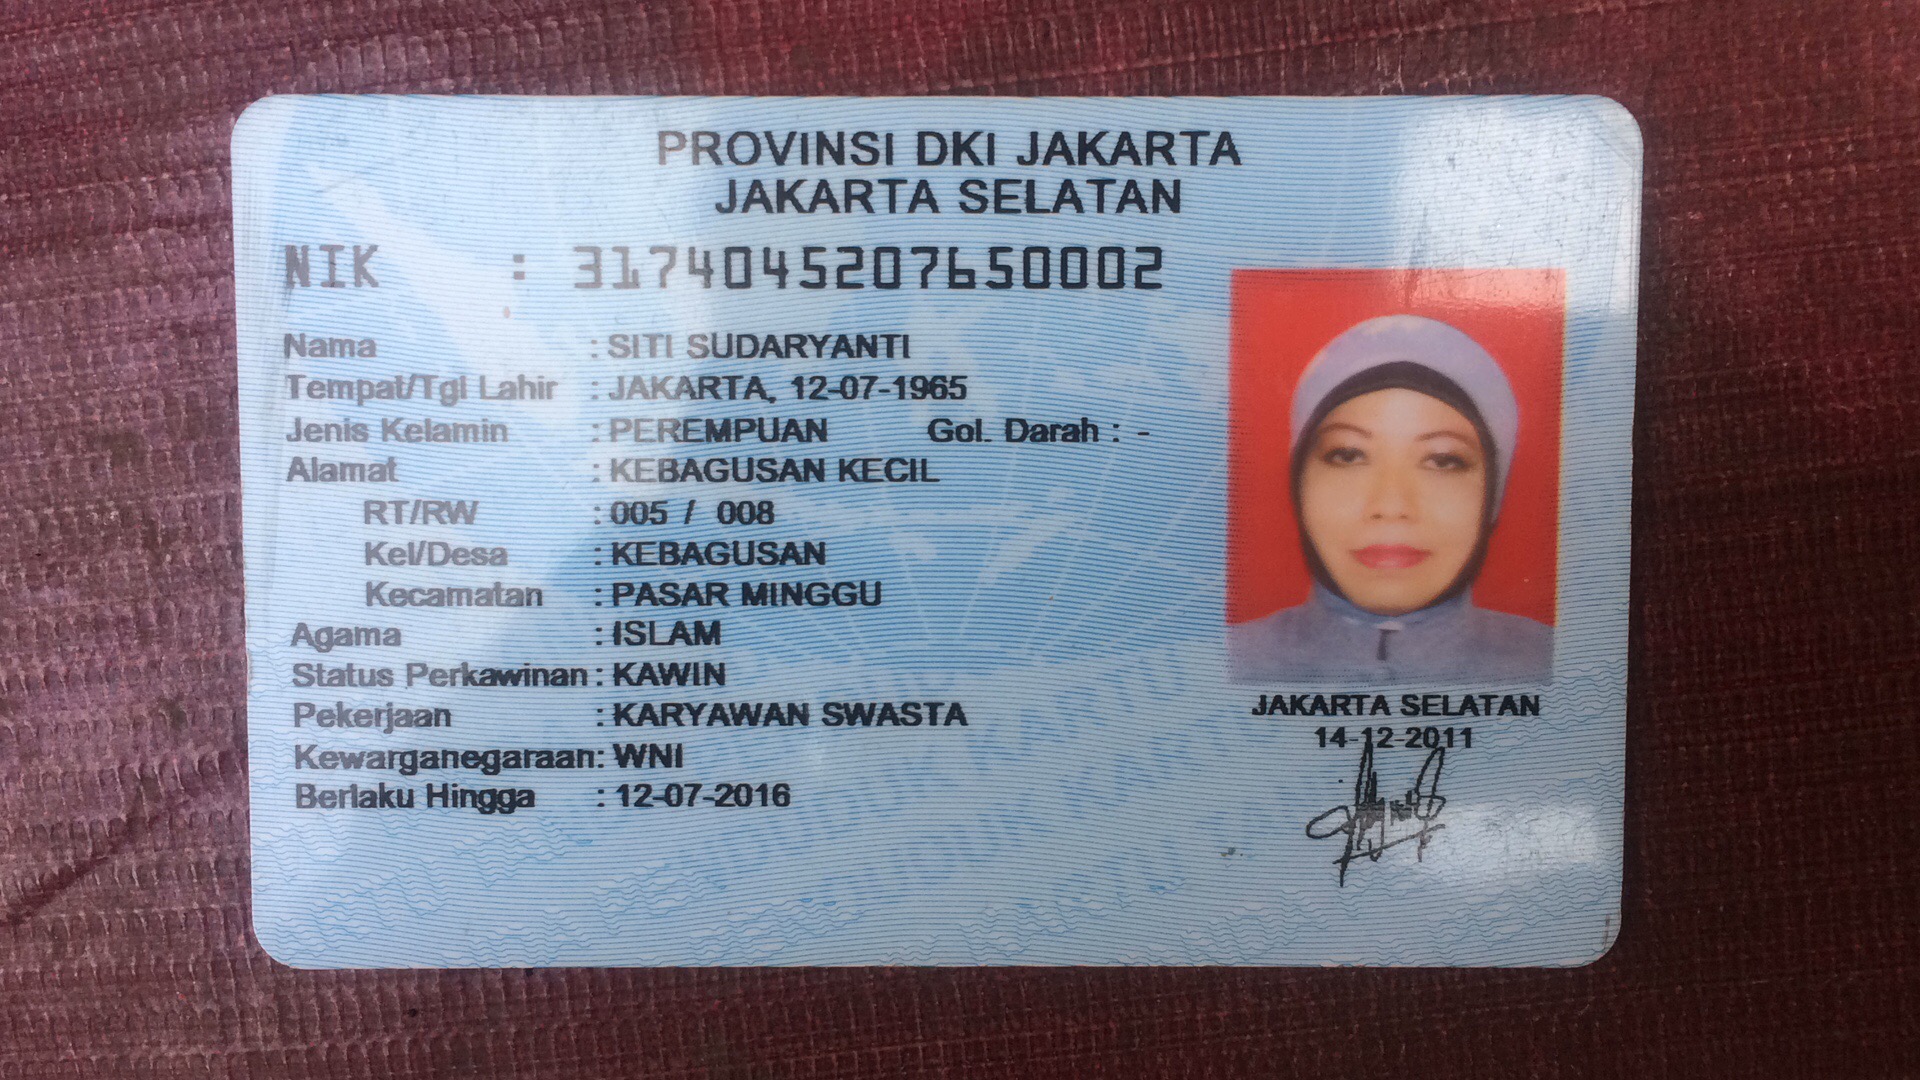 PROVINSI DKI JAKARTA
JAKARTA SELATAN
NIK : 3174045207650002
Nama : SITI SUDARYANTI
Tempat/Tgl Lahir : JAKARTA, 12-07-1965
Jenis Kelamin : PEREMPUAN Gol. Darah : -
Alamat : KEBAGUSAN KECIL
RT/RW : 005 / 008
Kel/Desa : KEBAGUSAN
Kecamatan : PASAR MINGGU
Agama : ISLAM
Status Perkawinan : KAWIN
Pekerjaan : KARYAWAN SWASTA
Kewarganegaraan: WNI
Berlaku Hingga : 12-07-2016
JAKARTA SELATAN
14-12-2011